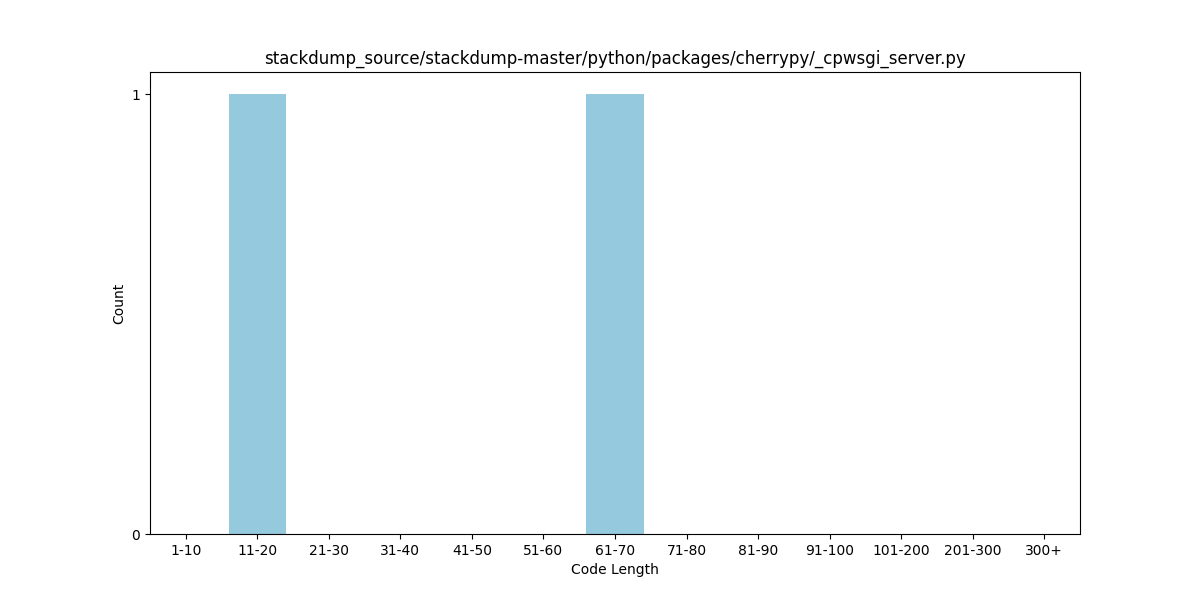 stackdump_source/stackdump-master/python/packages/cherrypy/_cpwsgi_server.py
1
Count
0
1-10 11-20 21-30 31-40 41-50 51-60 61-70 71-80 81-90 91-100 101-200 201-300 300+
Code Length